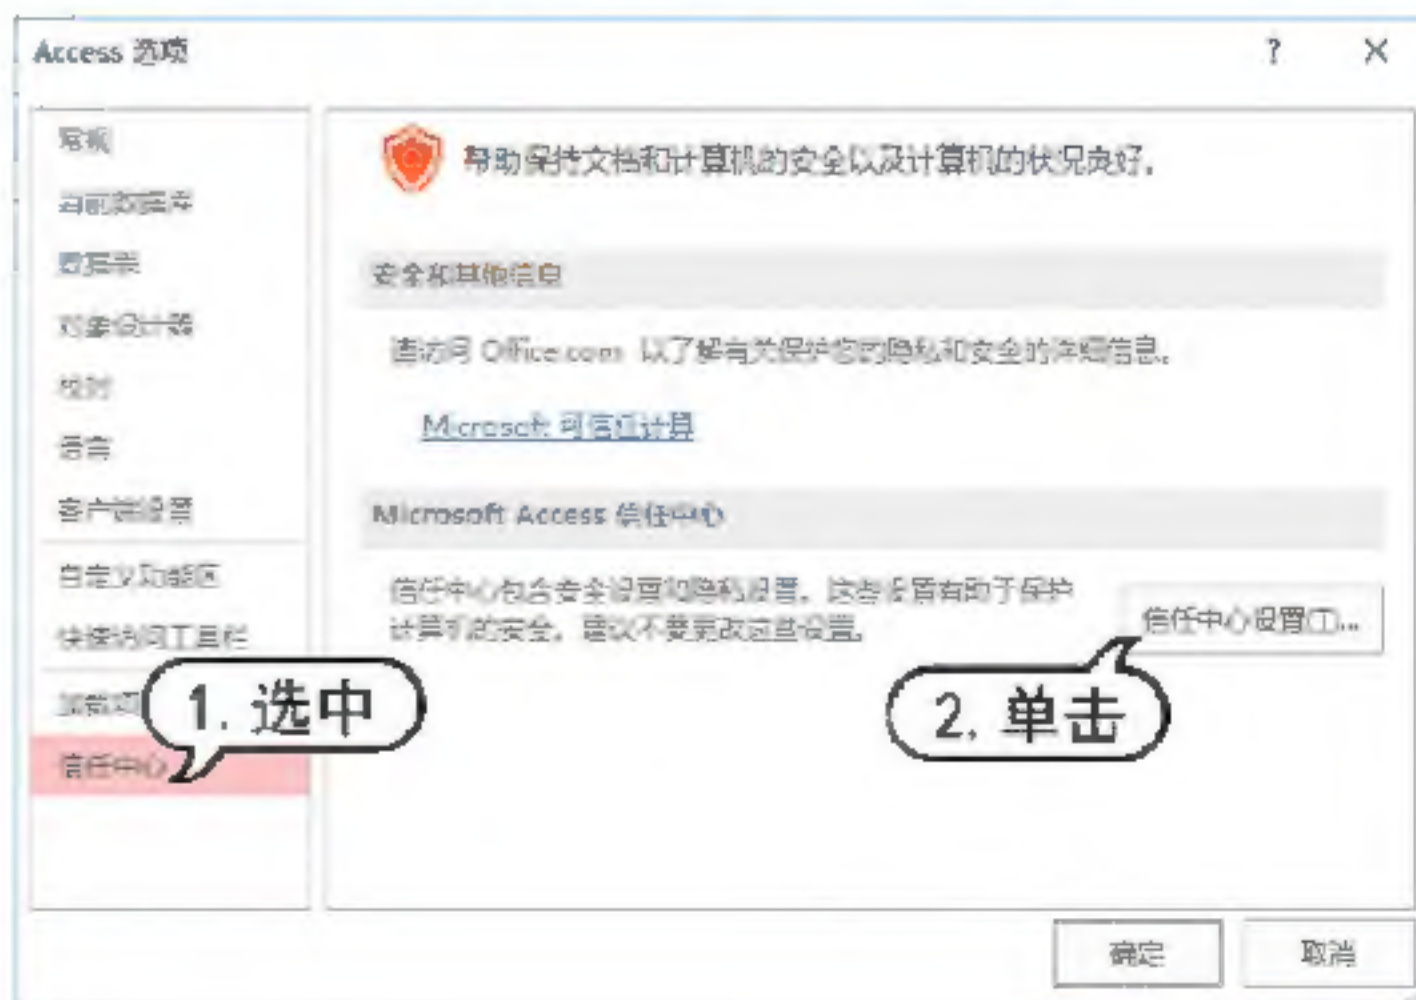 Access 选项
?
常规
当前数据库
数据表
对象设计器
校对
语言
客户端设置
自定义功能区
快速访问工具栏
加载项
信任中心
帮助保持文档和计算机的安全以及计算机的状况良好。
安全和其他信息
请访问 Office.com 以了解有关保护您的隐私和安全的详细信息。
Microsoft 可信任计算
Microsoft Access 信任中心
信任中心包含安全设置和隐私设置。这些设置有助于保护
计算机的安全。建议不要更改这些设置。
信任中心设置(T)...
1. 选中
2. 单击
确定
取消